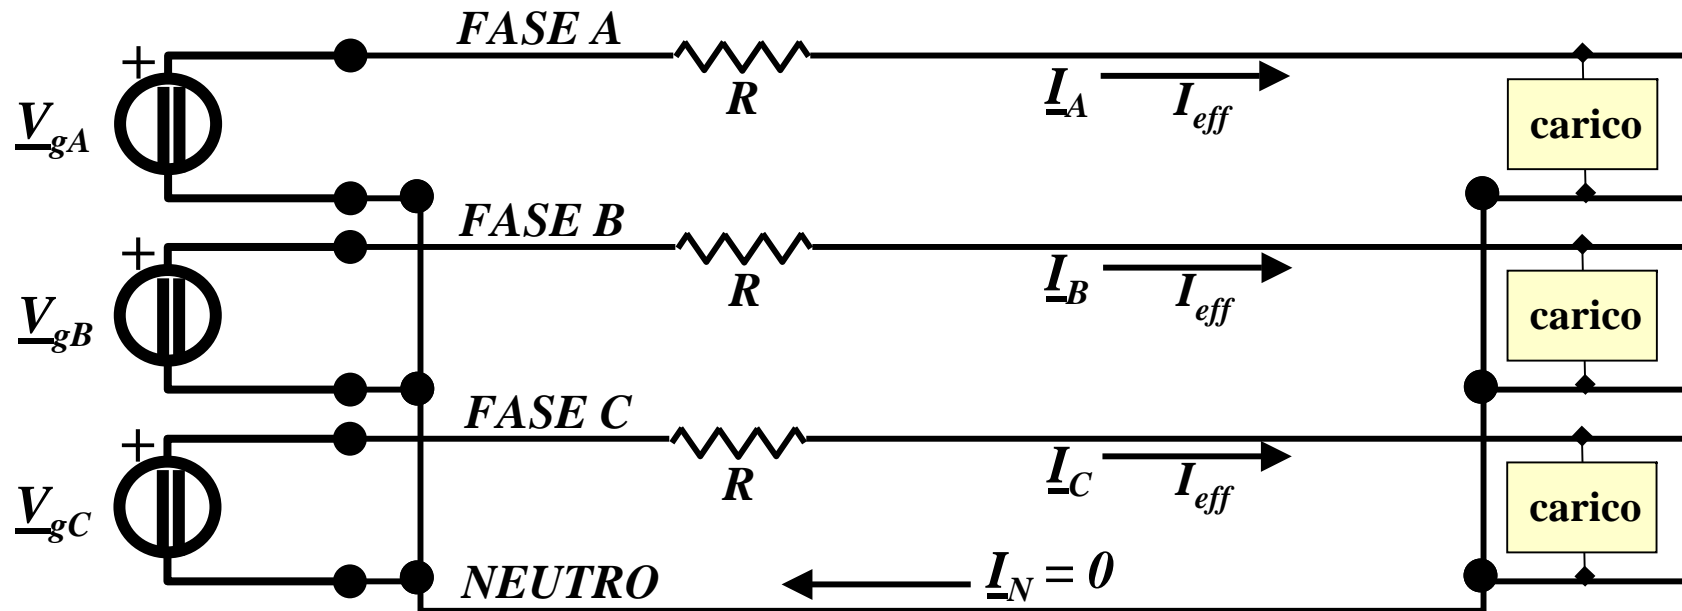 FASE A
+
R
I_A
I_eff
V_gA
carico
FASE B
+
R
I_B
I_eff
V_gB
carico
FASE C
+
R
I_C
I_eff
V_gC
carico
NEUTRO
I_N = 0